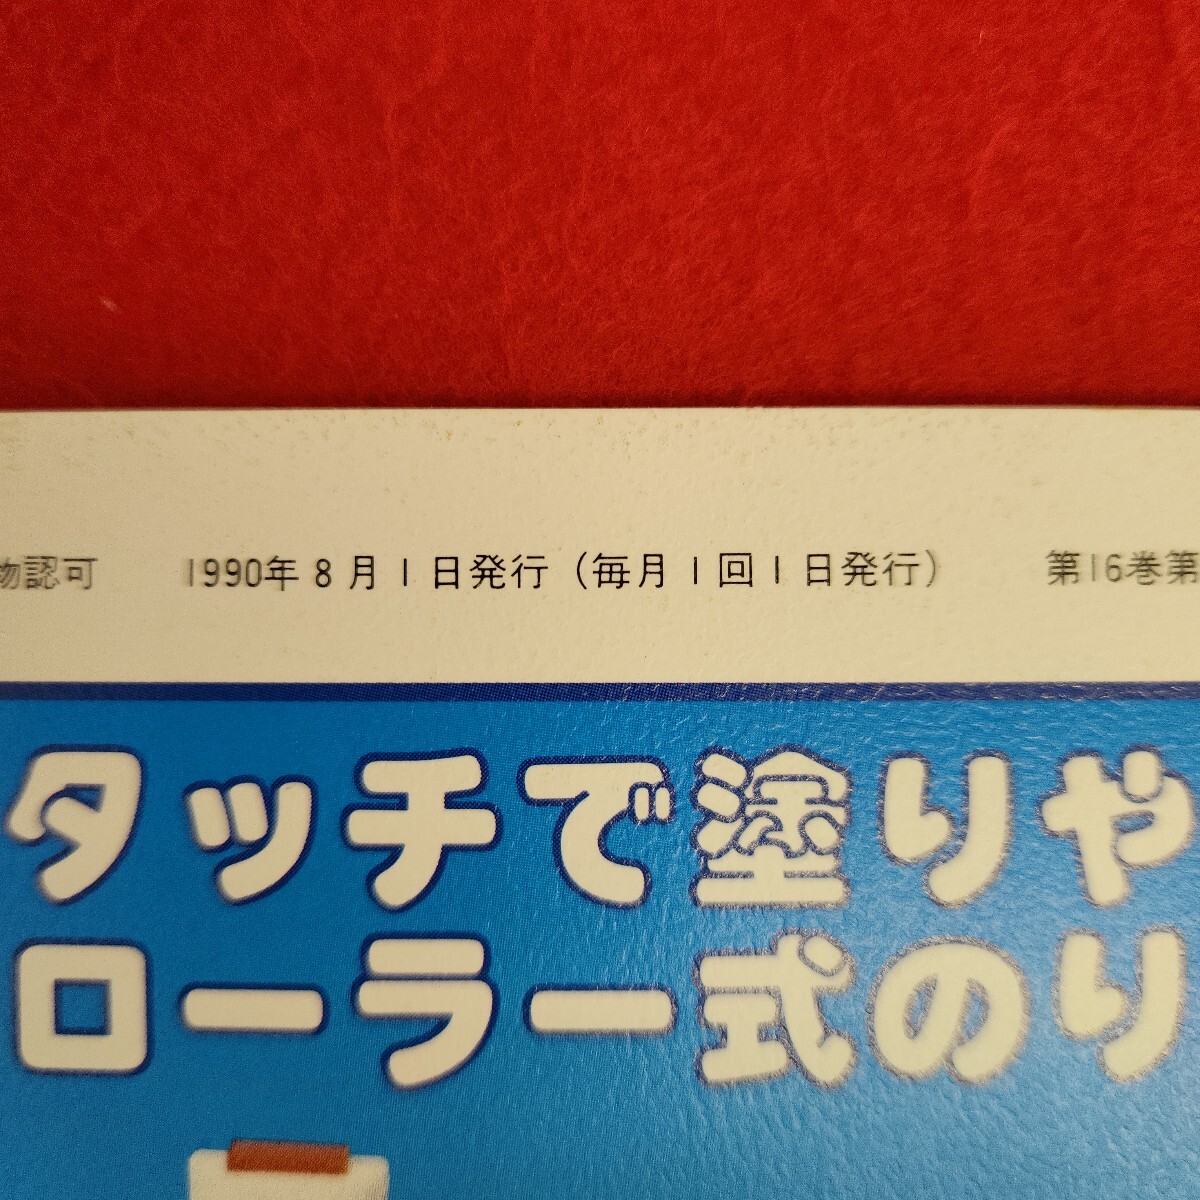 物認可 1990年8月1日発行（毎月1回1日発行） 第16巻第
タッチで塗りや
ローラー式のり